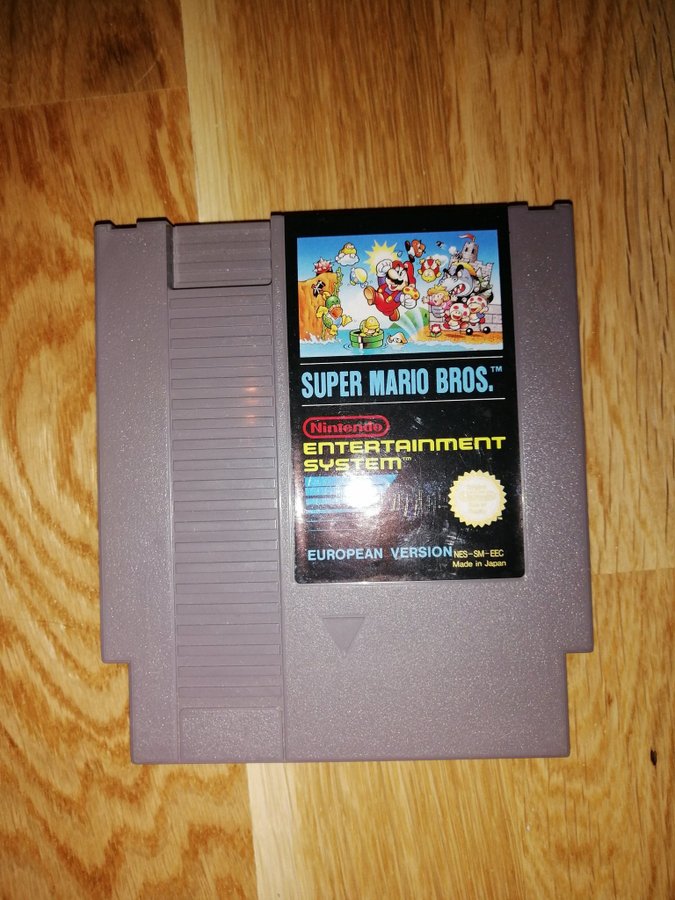 SUPER MARIO BROS.™
Nintendo
ENTERTAINMENT
SYSTEM™
EUROPEAN VERSION NES-SM-EEC
Made in Japan